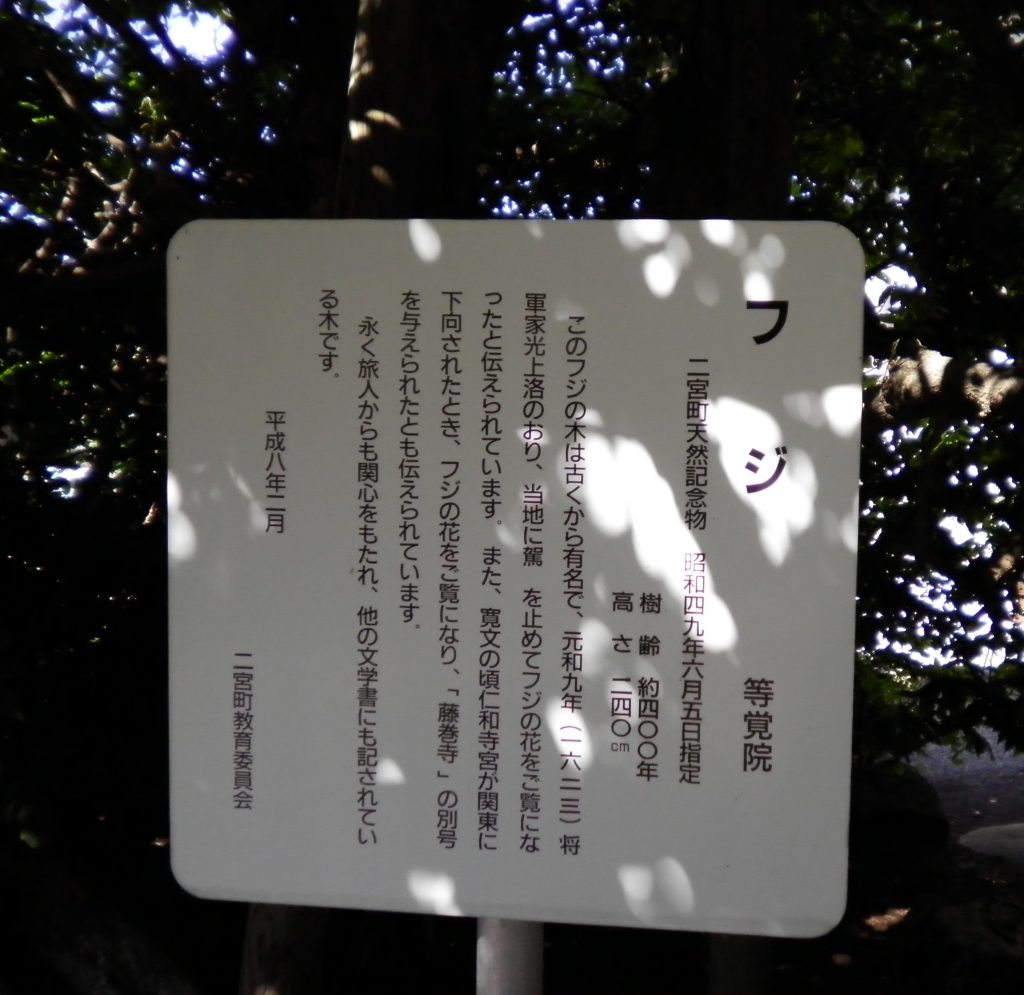 フジ　等覚院
二宮町天然記念物　昭和四九年六月五日指定
樹　齢　約四〇〇年
高　さ　二四〇㎝
このフジの木は古くから有名で、元和九年（一六二三）将
軍家光上洛のおり、当地に駕　を止めてフジの花をご覧にな
ったと伝えられています。また、寛文の頃仁和寺宮が関東に
下向されたとき、フジの花をご覧になり、「藤巻寺」の別号
を与えられたとも伝えられています。
永く旅人からも関心をもたれ、他の文学書にも記されてい
る木です。
平成八年二月
二宮町教育委員会